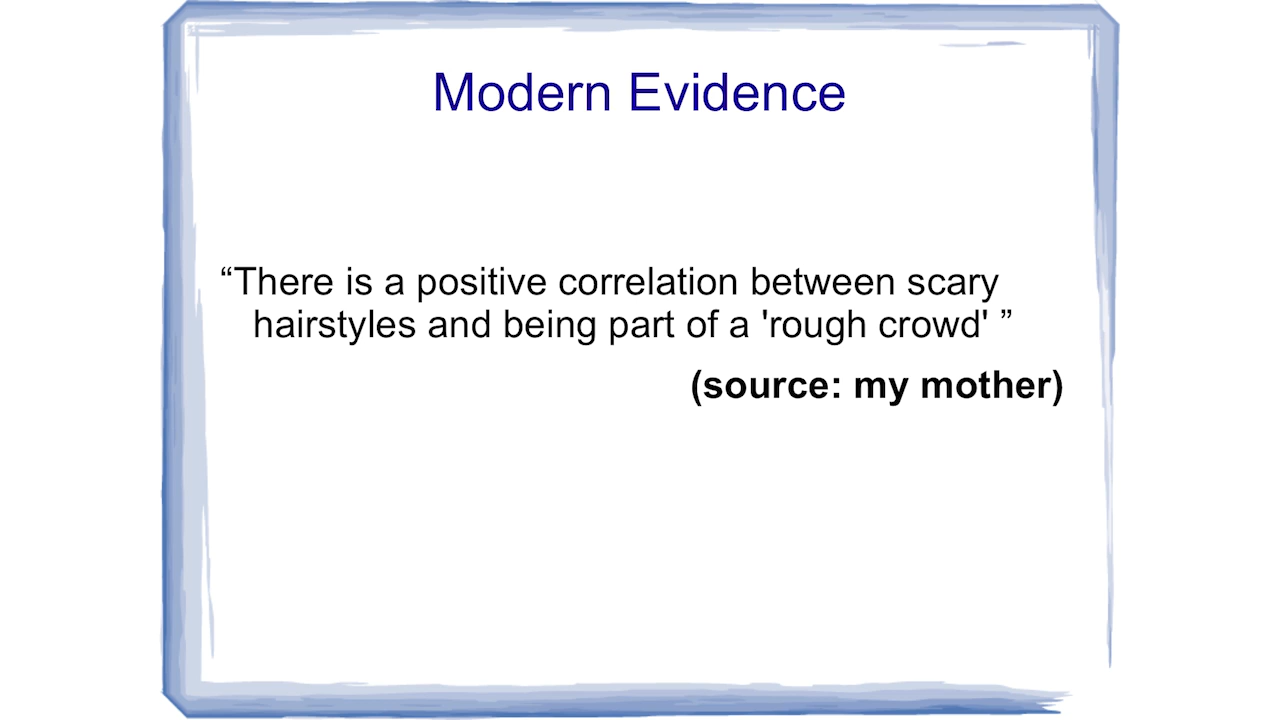 Modern Evidence
“There is a positive correlation between scary
hairstyles and being part of a 'rough crowd' ”
(source: my mother)